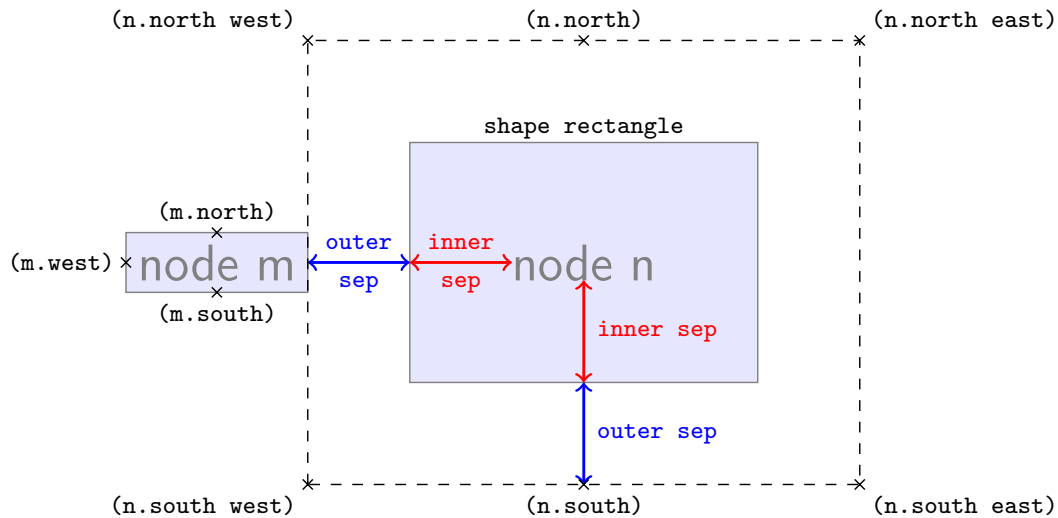 (n.north west)
(n.north)
(n.north east)
shape rectangle
(m.north)
(m.west)
node m
outer
sep
inner
sep
node n
(m.south)
inner sep
outer sep
(n.south west)
(n.south)
(n.south east)